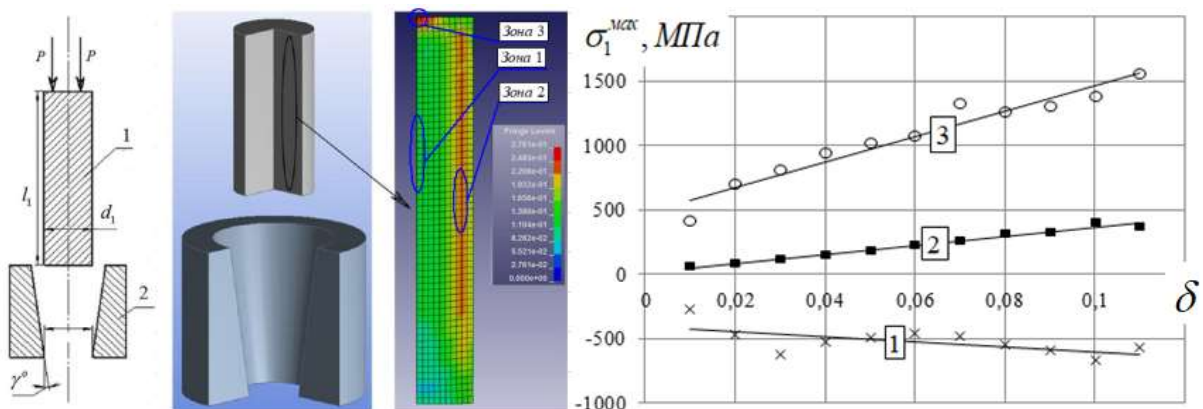 P P
1
l₁
d₁
2
γ°
Зона 3
Зона 1
Зона 2
Fringe Levels
σ₁ᵐᵃˣ, МПа
1500
1000
500
0
-500
-1000
0 0,02 0,04 0,06 0,08 0,1 δ
3
2
1